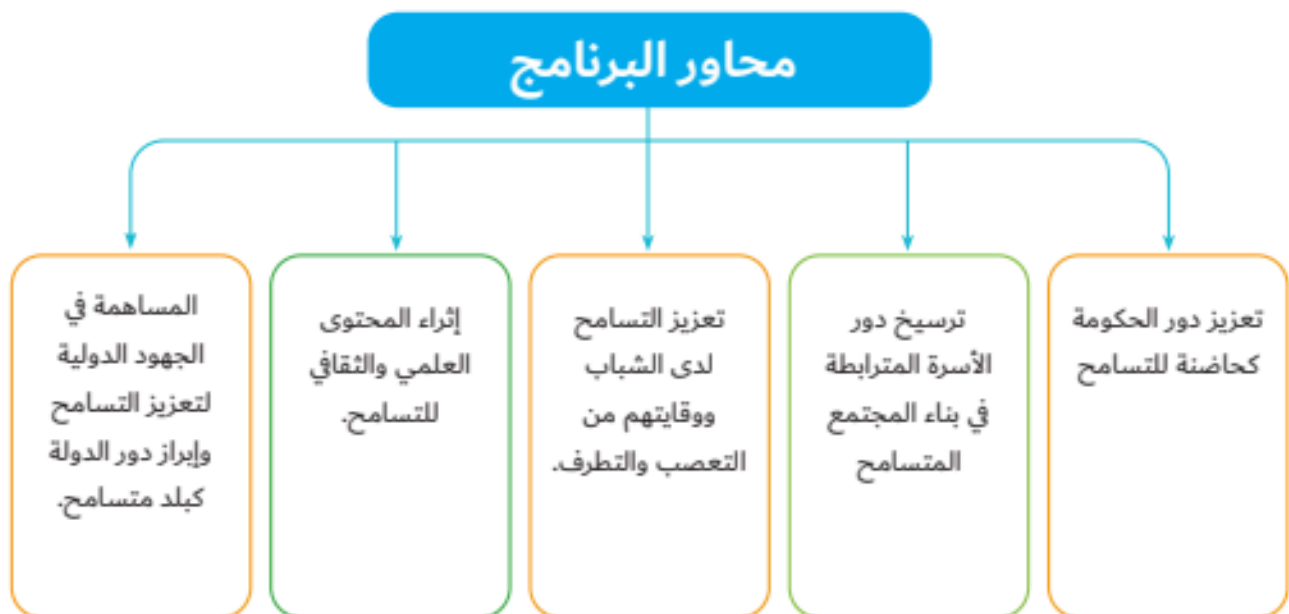 محاور البرنامج
تعزيز دور الحكومة
كحاضنة للتسامح
ترسيخ دور
الأسرة المترابطة
في بناء المجتمع
المتسامح
تعزيز التسامح
لدى الشباب
ووقايتهم من
التعصب والتطرف.
إثراء المحتوى
العلمي والثقافي
للتسامح.
المساهمة في
الجهود الدولية
لتعزيز التسامح
وإبراز دور الدولة
كبلد متسامح.